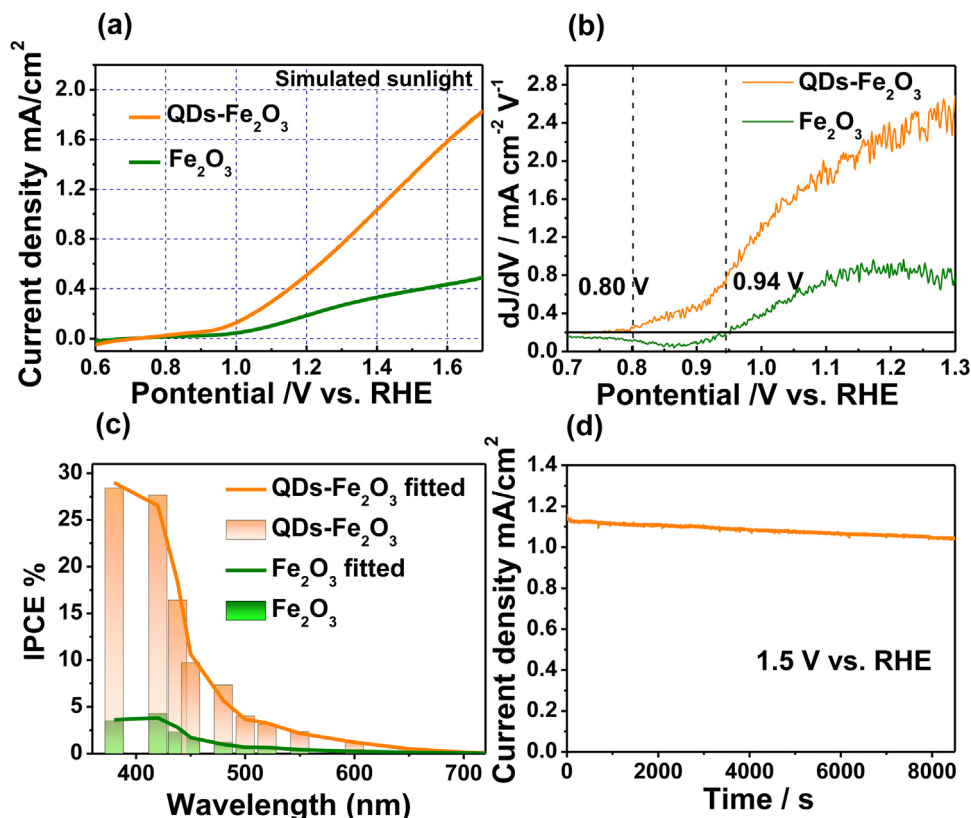 (a)
Current density mA/cm²
2.0
1.6
1.2
0.8
0.4
0.0
Simulated sunlight
QDs-Fe₂O₃
Fe₂O₃
0.6 0.8 1.0 1.2 1.4 1.6
Pontential /V vs. RHE
(b)
dJ/dV / mA cm⁻² V⁻¹
2.8
2.4
2.0
1.6
1.2
0.8
0.4
0.0
QDs-Fe₂O₃
Fe₂O₃
0.80 V
0.94 V
0.7 0.8 0.9 1.0 1.1 1.2 1.3
Potential /V vs. RHE
(c)
IPCE %
30
25
20
15
10
5
0
QDs-Fe₂O₃ fitted
QDs-Fe₂O₃
Fe₂O₃ fitted
Fe₂O₃
400 500 600 700
Wavelength (nm)
(d)
Current density mA/cm²
1.4
1.2
1.0
0.8
0.6
0.4
0.2
0.0
1.5 V vs. RHE
0 2000 4000 6000 8000
Time / s